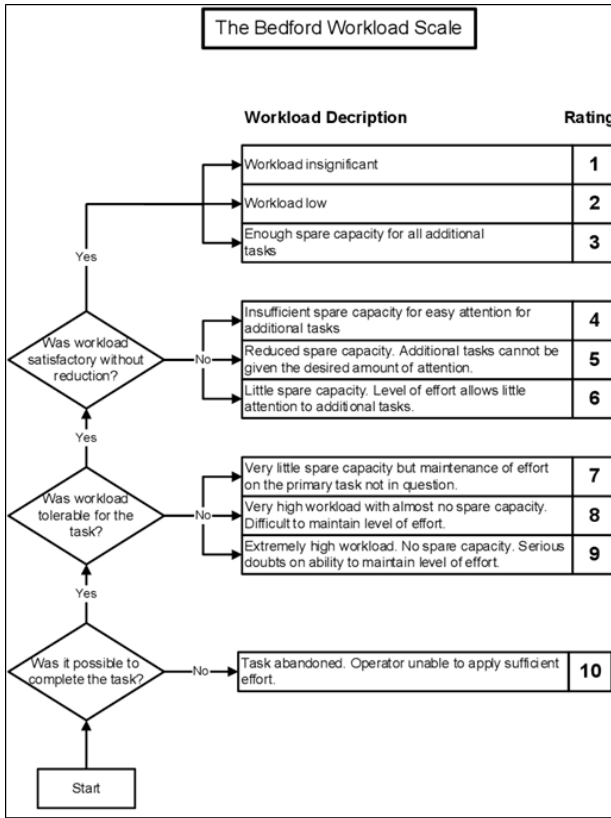 The Bedford Workload Scale
Workload Decription
Rating
Workload insignificant
1
Workload low
2
Enough spare capacity for all additional
tasks
3
Yes
Was workload
satisfactory without
reduction?
No
Insufficient spare capacity for easy attention for
additional tasks
4
Reduced spare capacity. Additional tasks cannot be
given the desired amount of attention.
5
Little spare capacity. Level of effort allows little
attention to additional tasks.
6
Yes
Was workload
tolerable for the
task?
No
Very little spare capacity but maintenance of effort
on the primary task not in question.
7
Very high workload with almost no spare capacity.
Difficult to maintain level of effort.
8
Extremely high workload. No spare capacity. Serious
doubts on ability to maintain level of effort.
9
Yes
Was it possible to
complete the task?
No
Task abandoned. Operator unable to apply sufficient
effort.
10
Start